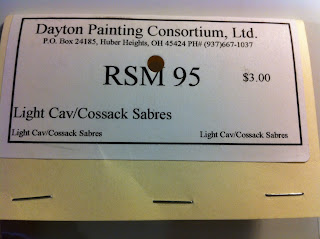 Dayton Painting Consortium, Ltd.
P.O. Box 24185, Huber Heights, OH 45424 PH# (937)667-1037
RSM 95 $3.00
Light Cav/Cossack Sabres
Light Cav/Cossack Sabres Light Cav/Cossack Sabres